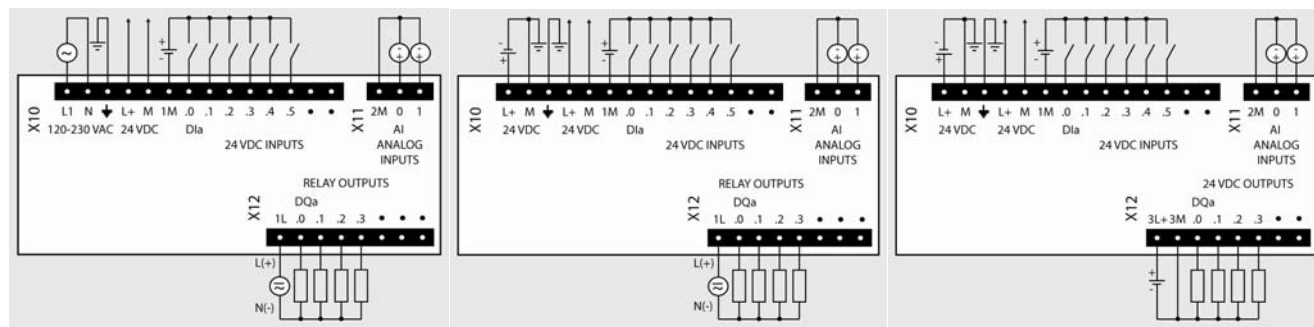 X10
L1 N L+ M 1M .0 .1 .2 .3 .4 .5
120-230 VAC 24 VDC DIa
24 VDC INPUTS
X11
2M 0 1
AI
ANALOG
INPUTS
RELAY OUTPUTS
X12
DQa
1L .0 .1 .2 .3
L(+)
N(-)
X10
L+ M L+ M 1M .0 .1 .2 .3 .4 .5
24 VDC 24 VDC DIa
24 VDC INPUTS
X11
2M 0 1
AI
ANALOG
INPUTS
RELAY OUTPUTS
X12
DQa
1L .0 .1 .2 .3
L(+)
N(-)
X10
L+ M L+ M 1M .0 .1 .2 .3 .4 .5
24 VDC 24 VDC DIa
24 VDC INPUTS
X11
2M 0 1
AI
ANALOG
INPUTS
24 VDC OUTPUTS
X12
DQa
3L+ 3M .0 .1 .2 .3